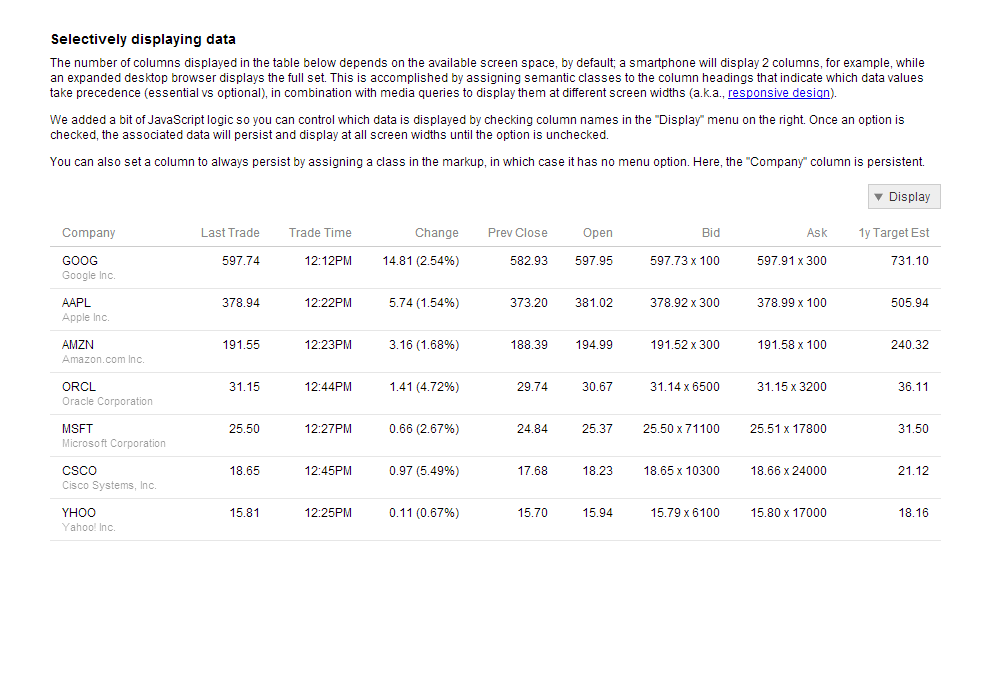 Selectively displaying data
The number of columns displayed in the table below depends on the available screen space, by default; a smartphone will display 2 columns, for example, while
an expanded desktop browser displays the full set. This is accomplished by assigning semantic classes to the column headings that indicate which data values
take precedence (essential vs optional), in combination with media queries to display them at different screen widths (a.k.a., responsive design).
We added a bit of JavaScript logic so you can control which data is displayed by checking column names in the "Display" menu on the right. Once an option is
checked, the associated data will persist and display at all screen widths until the option is unchecked.
You can also set a column to always persist by assigning a class in the markup, in which case it has no menu option. Here, the "Company" column is persistent.
▼ Display
Company Last Trade Trade Time Change Prev Close Open Bid Ask 1y Target Est
GOOG 597.74 12:12PM 14.81 (2.54%) 582.93 597.95 597.73 x 100 597.91 x 300 731.10
Google Inc.
AAPL 378.94 12:22PM 5.74 (1.54%) 373.20 381.02 378.92 x 300 378.99 x 100 505.94
Apple Inc.
AMZN 191.55 12:23PM 3.16 (1.68%) 188.39 194.99 191.52 x 300 191.58 x 100 240.32
Amazon.com Inc.
ORCL 31.15 12:44PM 1.41 (4.72%) 29.74 30.67 31.14 x 6500 31.15 x 3200 36.11
Oracle Corporation
MSFT 25.50 12:27PM 0.66 (2.67%) 24.84 25.37 25.50 x 71100 25.51 x 17800 31.50
Microsoft Corporation
CSCO 18.65 12:45PM 0.97 (5.49%) 17.68 18.23 18.65 x 10300 18.66 x 24000 21.12
Cisco Systems, Inc.
YHOO 15.81 12:25PM 0.11 (0.67%) 15.70 15.94 15.79 x 6100 15.80 x 17000 18.16
Yahoo! Inc.